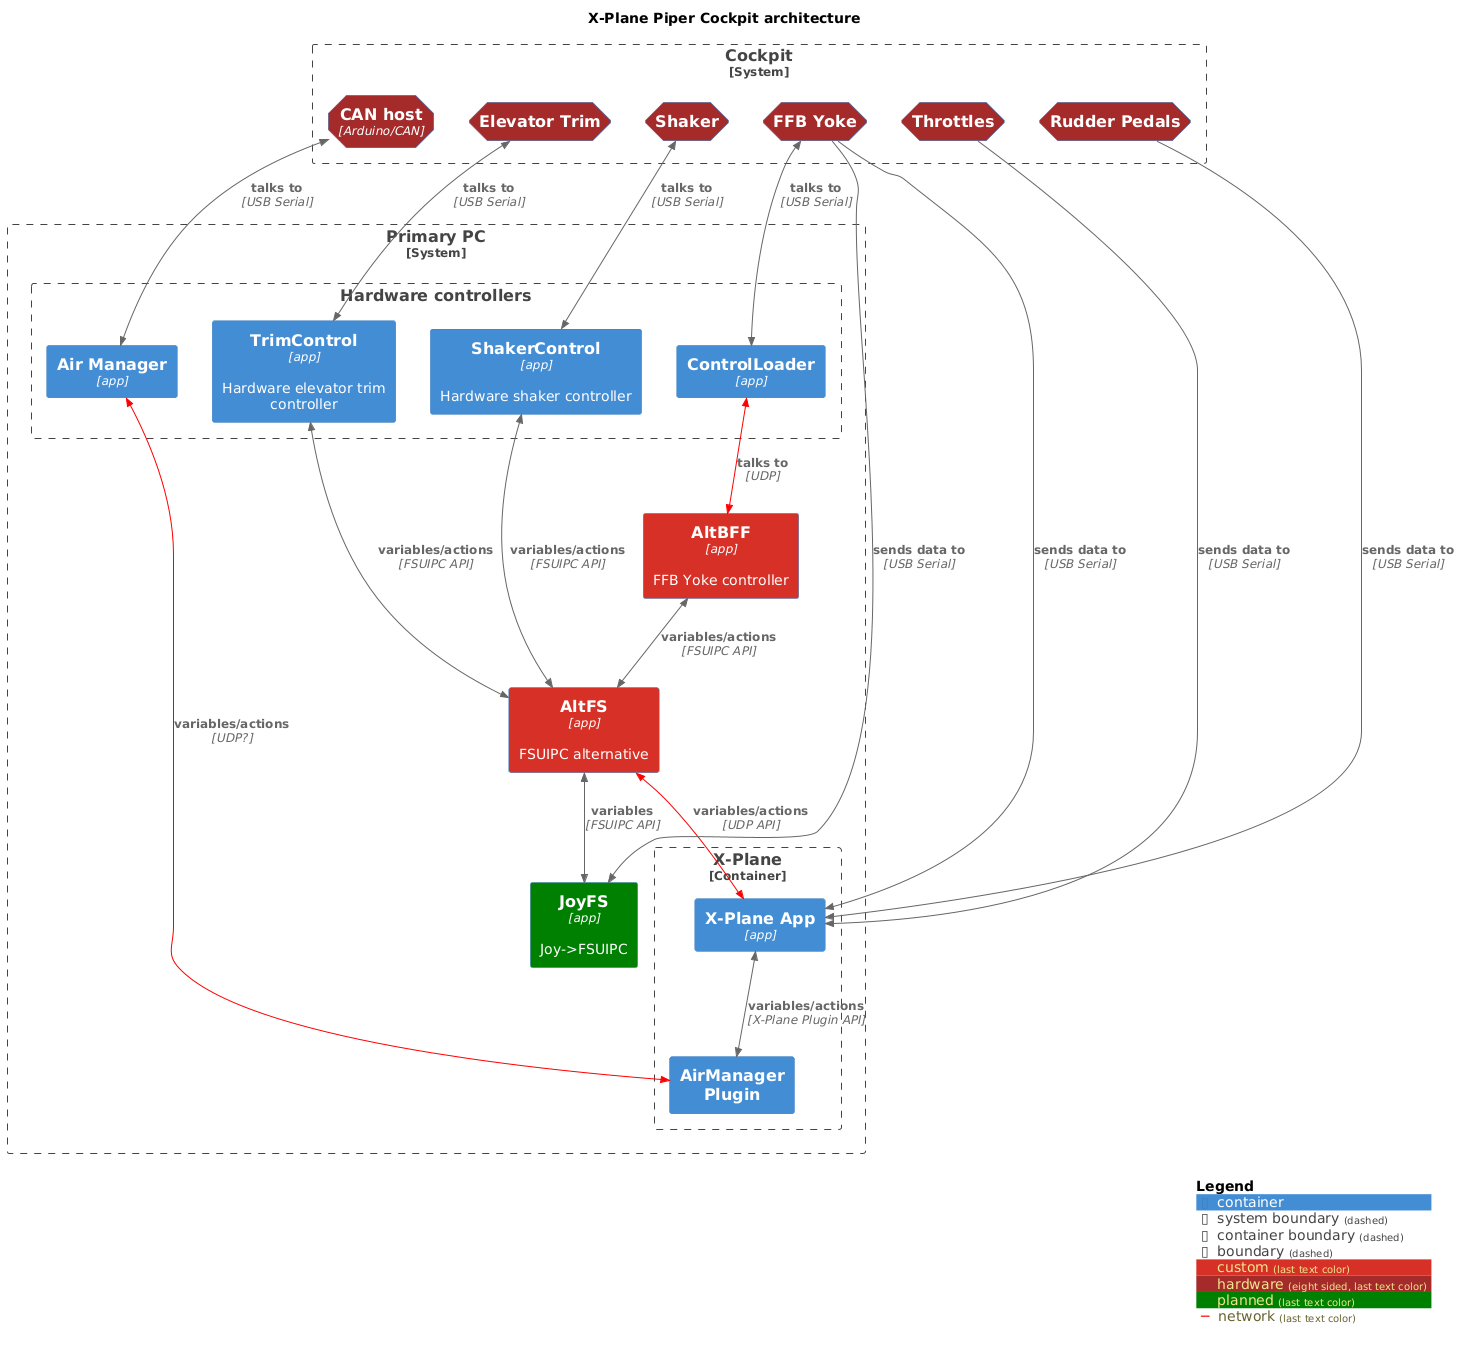 X-Plane Piper Cockpit architecture
Cockpit
[System]
CAN host
[Arduino/CAN]
Elevator Trim
Shaker
FFB Yoke
Throttles
Rudder Pedals
talks to
[USB Serial]
talks to
[USB Serial]
talks to
[USB Serial]
talks to
[USB Serial]
Primary PC
[System]
Hardware controllers
Air Manager
[app]
TrimControl
[app]
Hardware elevator trim
controller
ShakerControl
[app]
Hardware shaker controller
ControlLoader
[app]
talks to
[UDP]
AltBFF
[app]
FFB Yoke controller
variables/actions
[FSUIPC API]
variables/actions
[FSUIPC API]
sends data to
[USB Serial]
sends data to
[USB Serial]
sends data to
[USB Serial]
sends data to
[USB Serial]
variables/actions
[FSUIPC API]
AltFS
[app]
FSUIPC alternative
variables/actions
[UDP?]
variables
[FSUIPC API]
variables/actions
[UDP API]
X-Plane
[Container]
JoyFS
[app]
Joy->FSUIPC
X-Plane App
[app]
variables/actions
[X-Plane Plugin API]
AirManager
Plugin
Legend
container
system boundary (dashed)
container boundary (dashed)
boundary (dashed)
custom (last text color)
hardware (eight sided, last text color)
planned (last text color)
network (last text color)